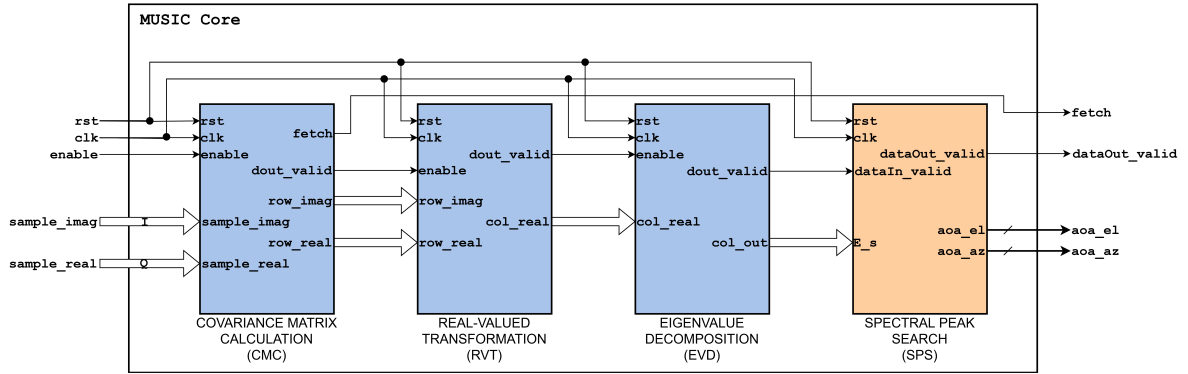 MUSIC Core
rst
clk
enable
sample_imag
sample_real
I
Q
rst
clk
enable
fetch
dout_valid
row_imag
row_real
sample_imag
sample_real
COVARIANCE MATRIX
CALCULATION
(CMC)
rst
clk
dout_valid
enable
row_imag
col_real
row_real
REAL-VALUED
TRANSFORMATION
(RVT)
rst
clk
enable
dout_valid
col_real
col_out
EIGENVALUE
DECOMPOSITION
(EVD)
rst
clk
dataOut_valid
dataIn_valid
aoa_el
E_s
aoa_az
SPECTRAL PEAK
SEARCH
(SPS)
fetch
dataOut_valid
aoa_el
aoa_az